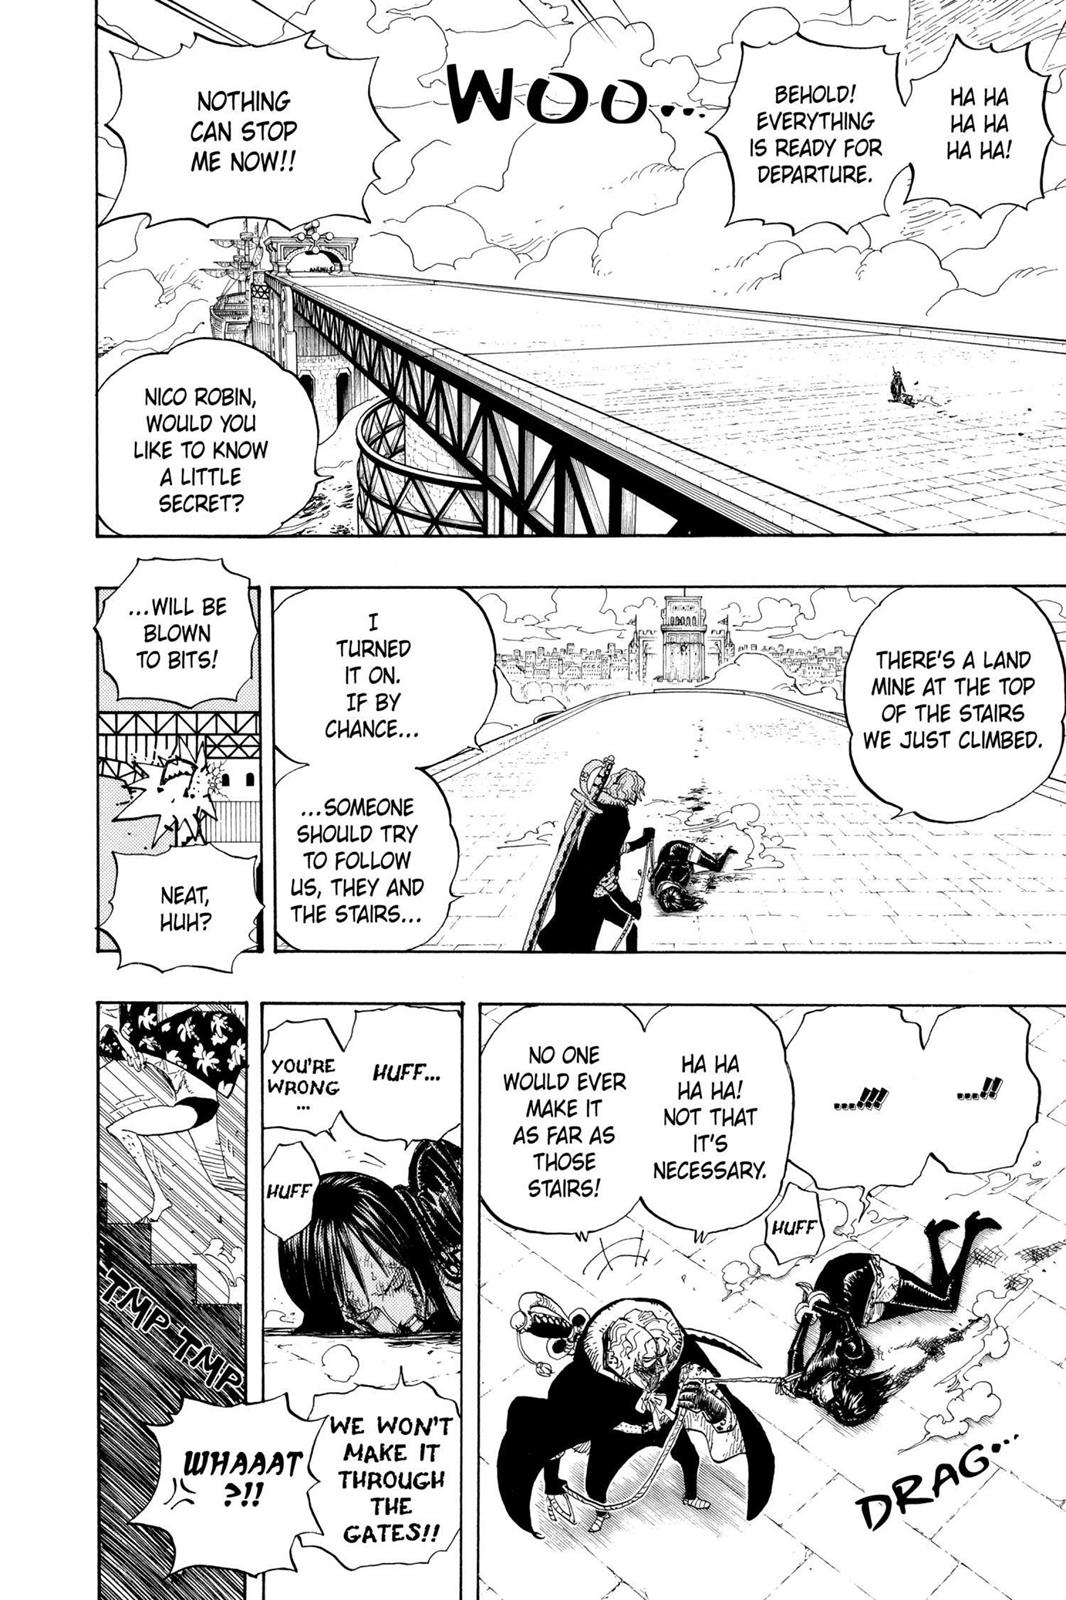 HA HA
HA HA
HA HA!
BEHOLD!
EVERYTHING
IS READY FOR
DEPARTURE.
WOO...
NOTHING
CAN STOP
ME NOW!!
NICO ROBIN,
WOULD YOU
LIKE TO KNOW
A LITTLE
SECRET?
THERE'S A LAND
MINE AT THE TOP
OF THE STAIRS
WE JUST CLIMBED.
I
TURNED
IT ON.
IF BY
CHANCE...
...SOMEONE
SHOULD TRY
TO FOLLOW
US, THEY AND
THE STAIRS...
...WILL BE
BLOWN
TO BITS!
NEAT,
HUH?
...!!
...!!!
HUFF
HA HA
HA HA!
NOT THAT
IT'S
NECESSARY.
NO ONE
WOULD EVER
MAKE IT
AS FAR AS
THOSE
STAIRS!
DRAG...
HUFF...
YOU'RE
WRONG
...
HUFF
WE WON'T
MAKE IT
THROUGH
THE
GATES!!
TMP-TMP
WHAAAT
?!!